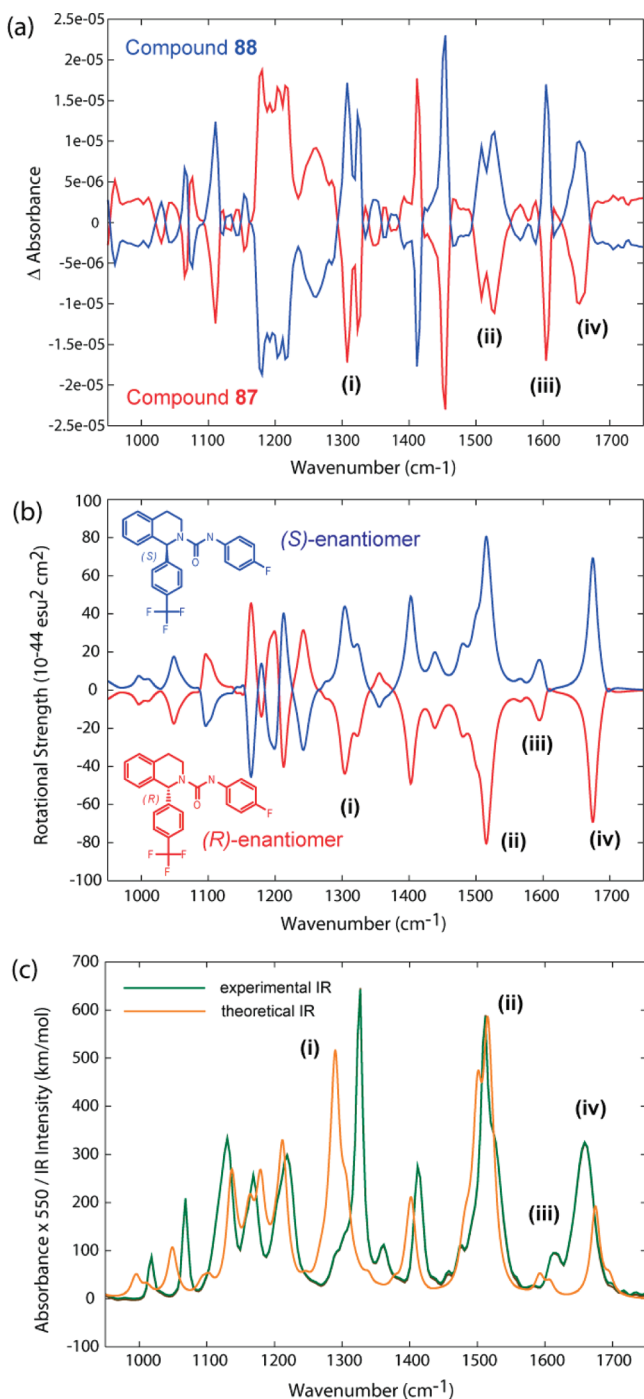 (a)
Compound 88
Compound 87
Δ Absorbance
2.5e-05
2e-05
1.5e-05
1e-05
5e-06
0
-5e-06
-1e-05
-1.5e-05
-2e-05
-2.5e-05
(i)
(ii)
(iii)
(iv)
1000 1100 1200 1300 1400 1500 1600 1700
Wavenumber (cm-1)
(b)
(S)-enantiomer
(R)-enantiomer
Rotational Strength (10⁻⁴⁴ esu² cm²)
100
80
60
40
20
0
-20
-40
-60
-80
-100
N
N
O
F
(S)
F
F
F
N
N
O
F
(R)
F
F
F
(i)
(ii)
(iii)
(iv)
1000 1100 1200 1300 1400 1500 1600 1700
Wavenumber (cm⁻¹)
(c)
experimental IR
theoretical IR
Absorbance x 550 / IR Intensity (km/mol)
700
600
500
400
300
200
100
0
-100
(i)
(ii)
(iii)
(iv)
1000 1100 1200 1300 1400 1500 1600 1700
Wavenumber (cm⁻¹)